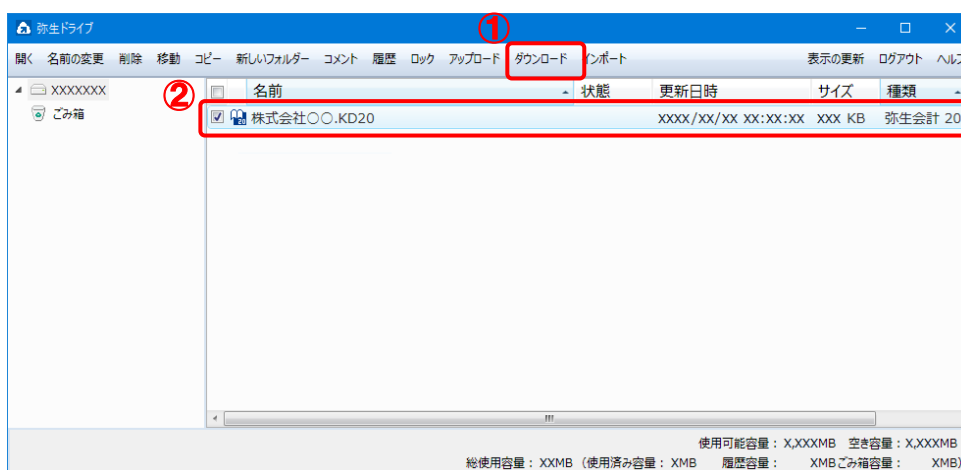 弥生ドライブ
①
開く 名前の変更 削除 移動 コピー 新しいフォルダー コメント 履歴 ロック アップロード ダウンロード インポート 表示の更新 ログアウト ヘルプ
XXXXXXX
ごみ箱
②
名前 状態 更新日時 サイズ 種類
株式会社○○.KD20 XXXX/XX/XX XX:XX:XX XXX KB 弥生会計 20
使用可能容量： X,XXXMB 空き容量：X,XXXMB
総使用容量： XXMB（使用済み容量： XMB 履歴容量： XMBごみ箱容量： XMB)